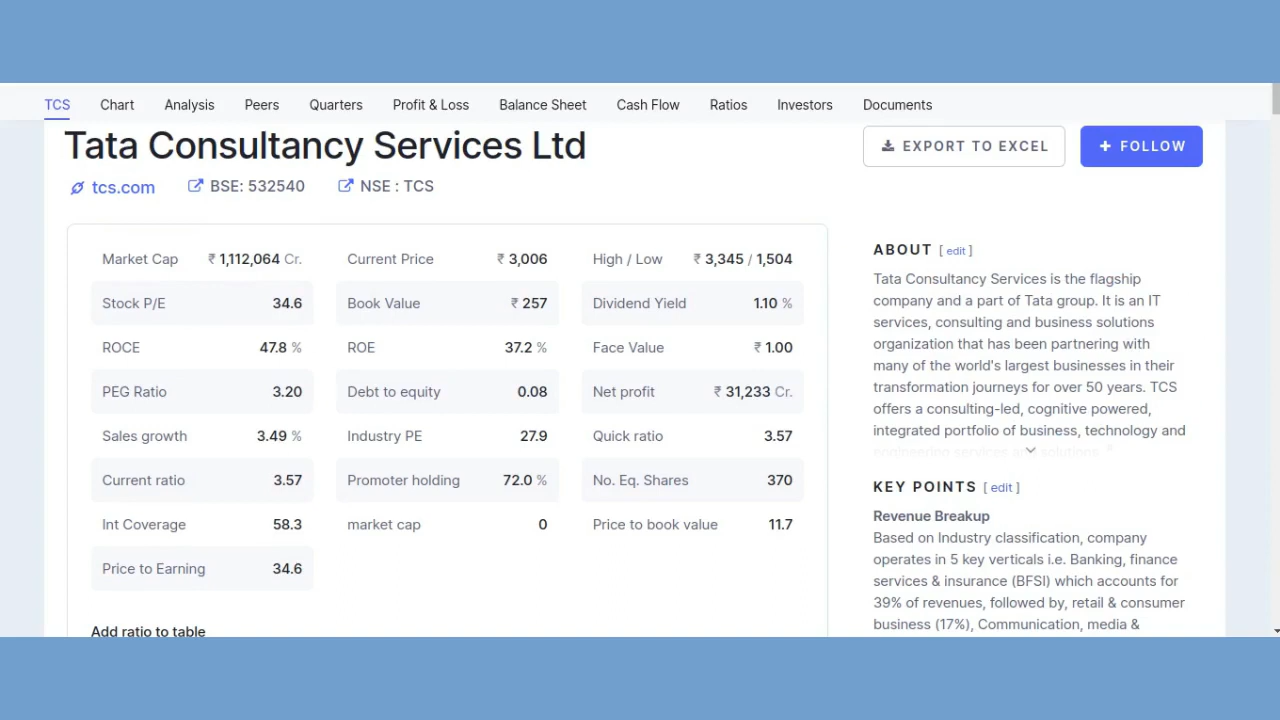 TCS Chart Analysis Peers Quarters Profit & Loss Balance Sheet Cash Flow Ratios Investors Documents
Tata Consultancy Services Ltd
EXPORT TO EXCEL
FOLLOW
tcs.com BSE: 532540 NSE : TCS
Market Cap ₹ 1,112,064 Cr.
Current Price ₹ 3,006
High / Low ₹ 3,345 / 1,504
Stock P/E 34.6
Book Value ₹ 257
Dividend Yield 1.10 %
ROCE 47.8 %
ROE 37.2 %
Face Value ₹ 1.00
PEG Ratio 3.20
Debt to equity 0.08
Net profit ₹ 31,233 Cr.
Sales growth 3.49 %
Industry PE 27.9
Quick ratio 3.57
Current ratio 3.57
Promoter holding 72.0 %
No. Eq. Shares 370
Int Coverage 58.3
market cap 0
Price to book value 11.7
Price to Earning 34.6
Add ratio to table
ABOUT [ edit ]
Tata Consultancy Services is the flagship
company and a part of Tata group. It is an IT
services, consulting and business solutions
organization that has been partnering with
many of the world's largest businesses in their
transformation journeys for over 50 years. TCS
offers a consulting-led, cognitive powered,
integrated portfolio of business, technology and
engineering services and solutions.
KEY POINTS [ edit ]
Revenue Breakup
Based on Industry classification, company
operates in 5 key verticals i.e. Banking, finance
services & insurance (BFSI) which accounts for
39% of revenues, followed by, retail & consumer
business (17%), Communication, media &